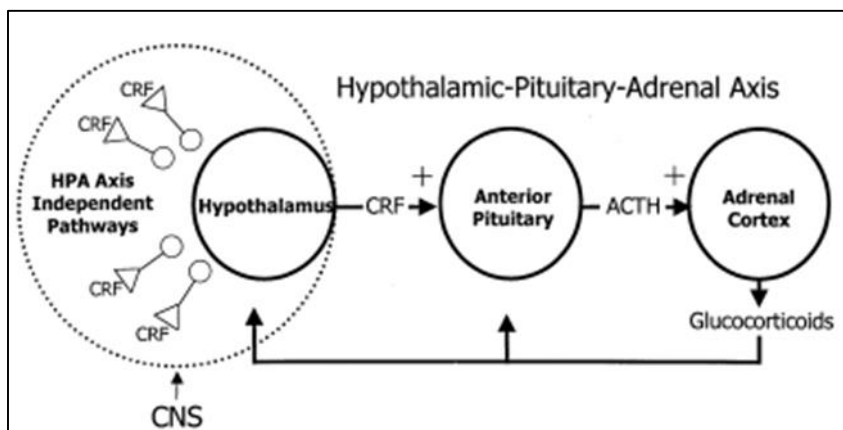 Hypothalamic-Pituitary-Adrenal Axis
CRF
CRF
HPA Axis
Independent
Pathways
CRF
CRF
Hypothalamus
CRF
+
Anterior
Pituitary
ACTH
+
Adrenal
Cortex
Glucocorticoids
CNS